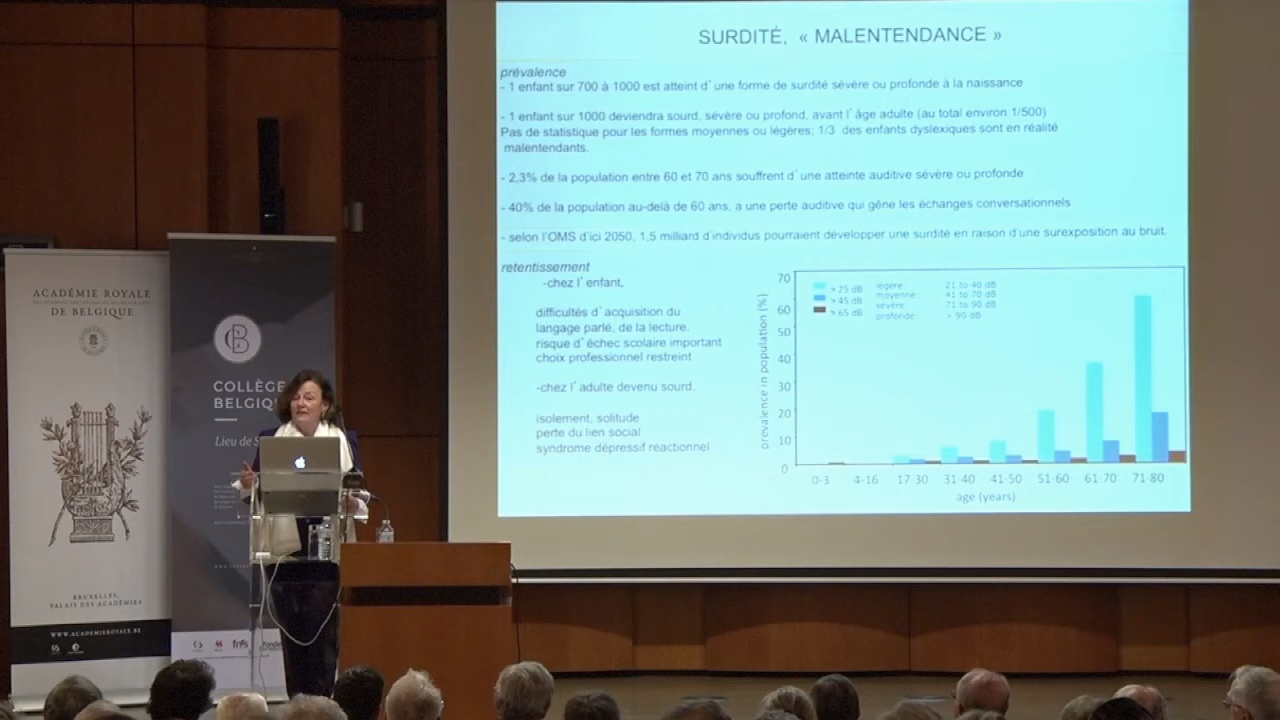 SURDITÉ, « MALENTENDANCE »
prévalence
- 1 enfant sur 700 à 1000 est atteint d'une forme de surdité sévère ou profonde à la naissance
- 1 enfant sur 1000 deviendra sourd, sévère ou profond, avant l'âge adulte (au total environ 1/500)
Pas de statistique pour les formes moyennes ou légères; 1/3 des enfants dyslexiques sont en réalité
malentendants.
- 2,3% de la population entre 60 et 70 ans souffrent d'une atteinte auditive sévère ou profonde
- 40% de la population au-delà de 60 ans, a une perte auditive qui gêne les échanges conversationnels
- selon l'OMS d'ici 2050, 1,5 milliard d'individus pourraient développer une surdité en raison d'une surexposition au bruit.
retentissement
-chez l'enfant,
difficultés d'acquisition du
langage parlé, de la lecture,
risque d'échec scolaire important
choix professionnel restreint
-chez l'adulte devenu sourd,
isolement, solitude
perte du lien social
syndrome dépressif réactionnel
prevalence in population (%)
70
60
50
40
30
20
10
0
> 25 dB
> 45 dB
> 65 dB
légère: 21 to 40 dB
moyenne: 41 to 70 dB
sévère: 71 to 90 dB
profonde: > 90 dB
0-3 4-16 17-30 31-40 41-50 51-60 61-70 71-80
age (years)
ACADÉMIE ROYALE
DE BELGIQUE
BRUXELLES,
PALAIS DES ACADÉMIES
WWW.ACADEMIEROYALE.BE
COLLÈGE
BELGIQU
Lieu de S
fnrs